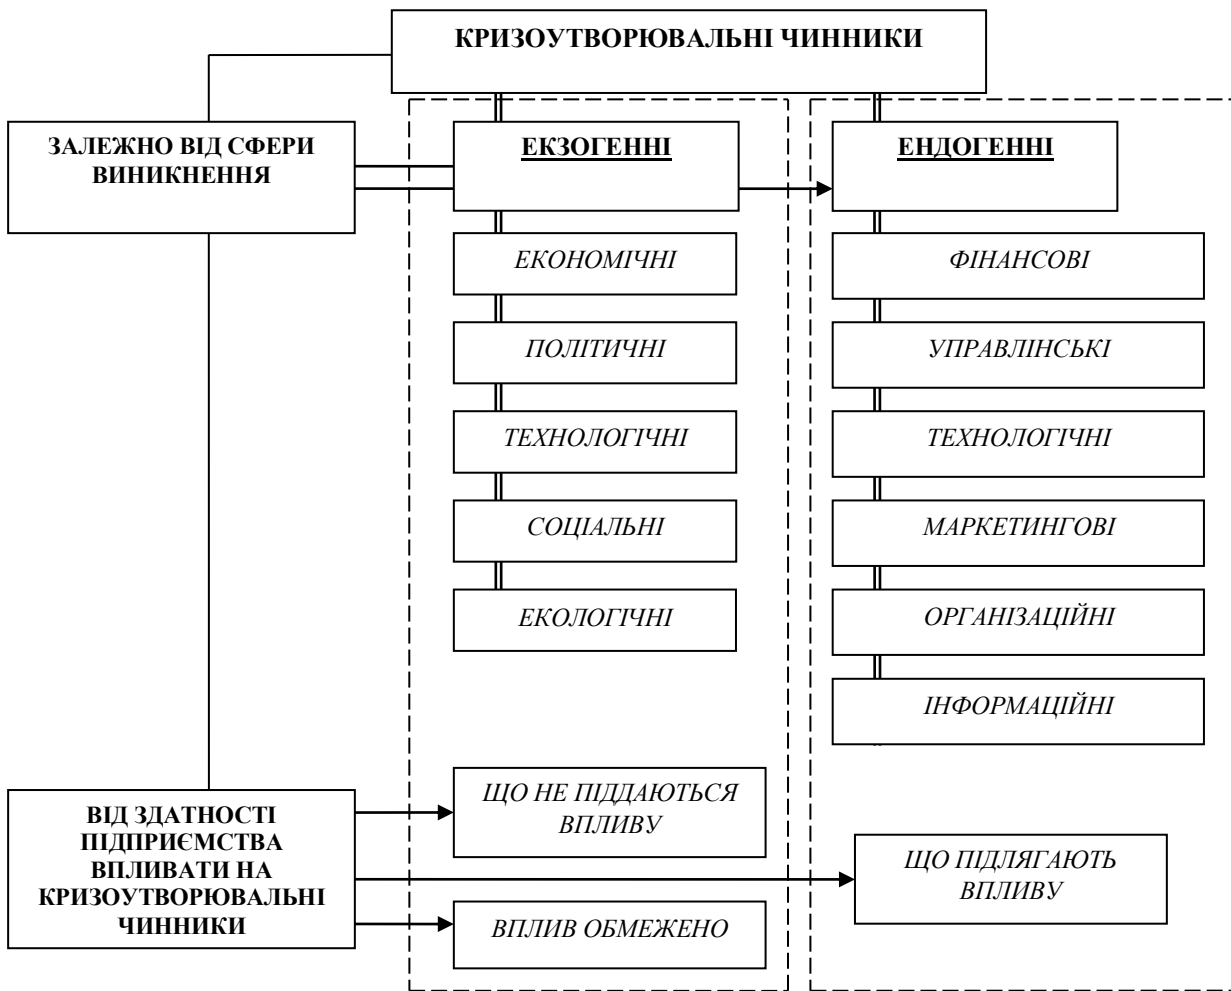 КРИЗОУТВОРЮВАЛЬНІ ЧИННИКИ
ЗАЛЕЖНО ВІД СФЕРИ
ВИНИКНЕННЯ
ЕКЗОГЕННІ
ЕНДОГЕННІ
ЕКОНОМІЧНІ
ФІНАНСОВІ
ПОЛІТИЧНІ
УПРАВЛІНСЬКІ
ТЕХНОЛОГІЧНІ
ТЕХНОЛОГІЧНІ
СОЦІАЛЬНІ
МАРКЕТИНГОВІ
ЕКОЛОГІЧНІ
ОРГАНІЗАЦІЙНІ
ІНФОРМАЦІЙНІ
ВІД ЗДАТНОСТІ
ПІДПРИЄМСТВА
ВПЛИВАТИ НА
КРИЗОУТВОРЮВАЛЬНІ
ЧИННИКИ
ЩО НЕ ПІДДАЮТЬСЯ
ВПЛИВУ
ЩО ПІДЛЯГАЮТЬ
ВПЛИВУ
ВПЛИВ ОБМЕЖЕНО